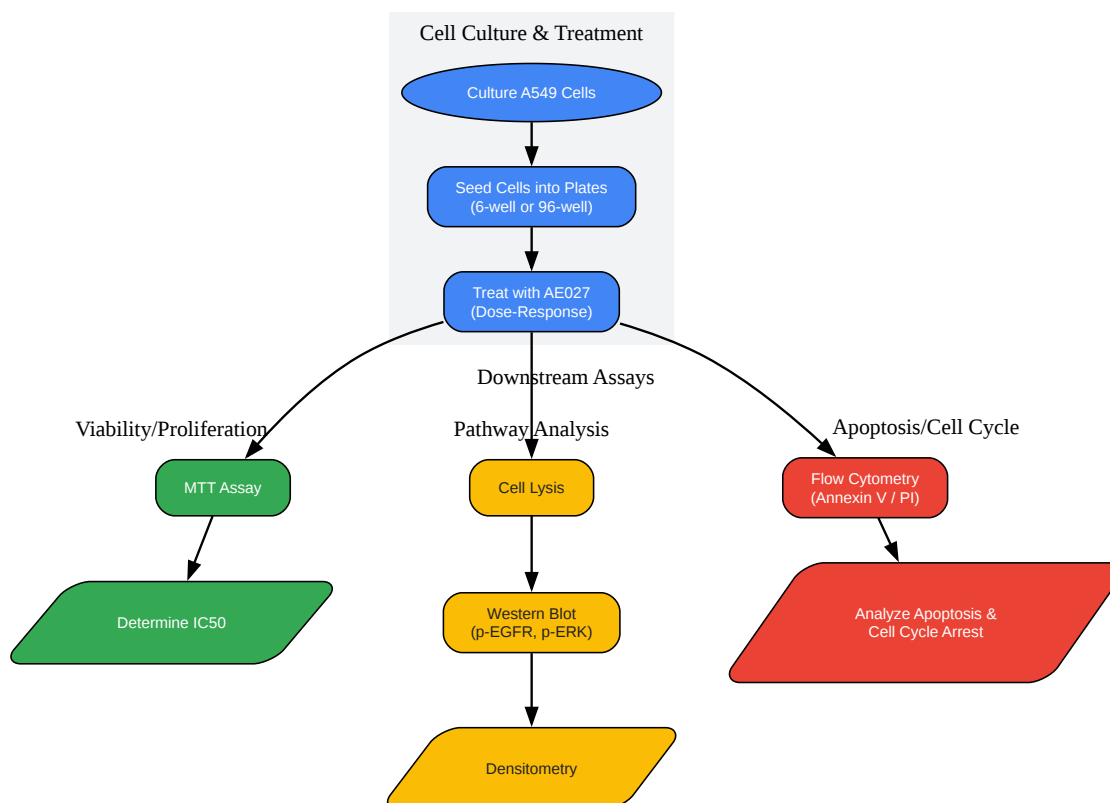 Cell Culture & Treatment
Culture A549 Cells
Seed Cells into Plates
(6-well or 96-well)
Treat with AE027
(Dose-Response)
Downstream Assays
Viability/Proliferation
Pathway Analysis
Apoptosis/Cell Cycle
MTT Assay
Cell Lysis
Flow Cytometry
(Annexin V / PI)
Determine IC50
Western Blot
(p-EGFR, p-ERK)
Analyze Apoptosis &
Cell Cycle Arrest
Densitometry